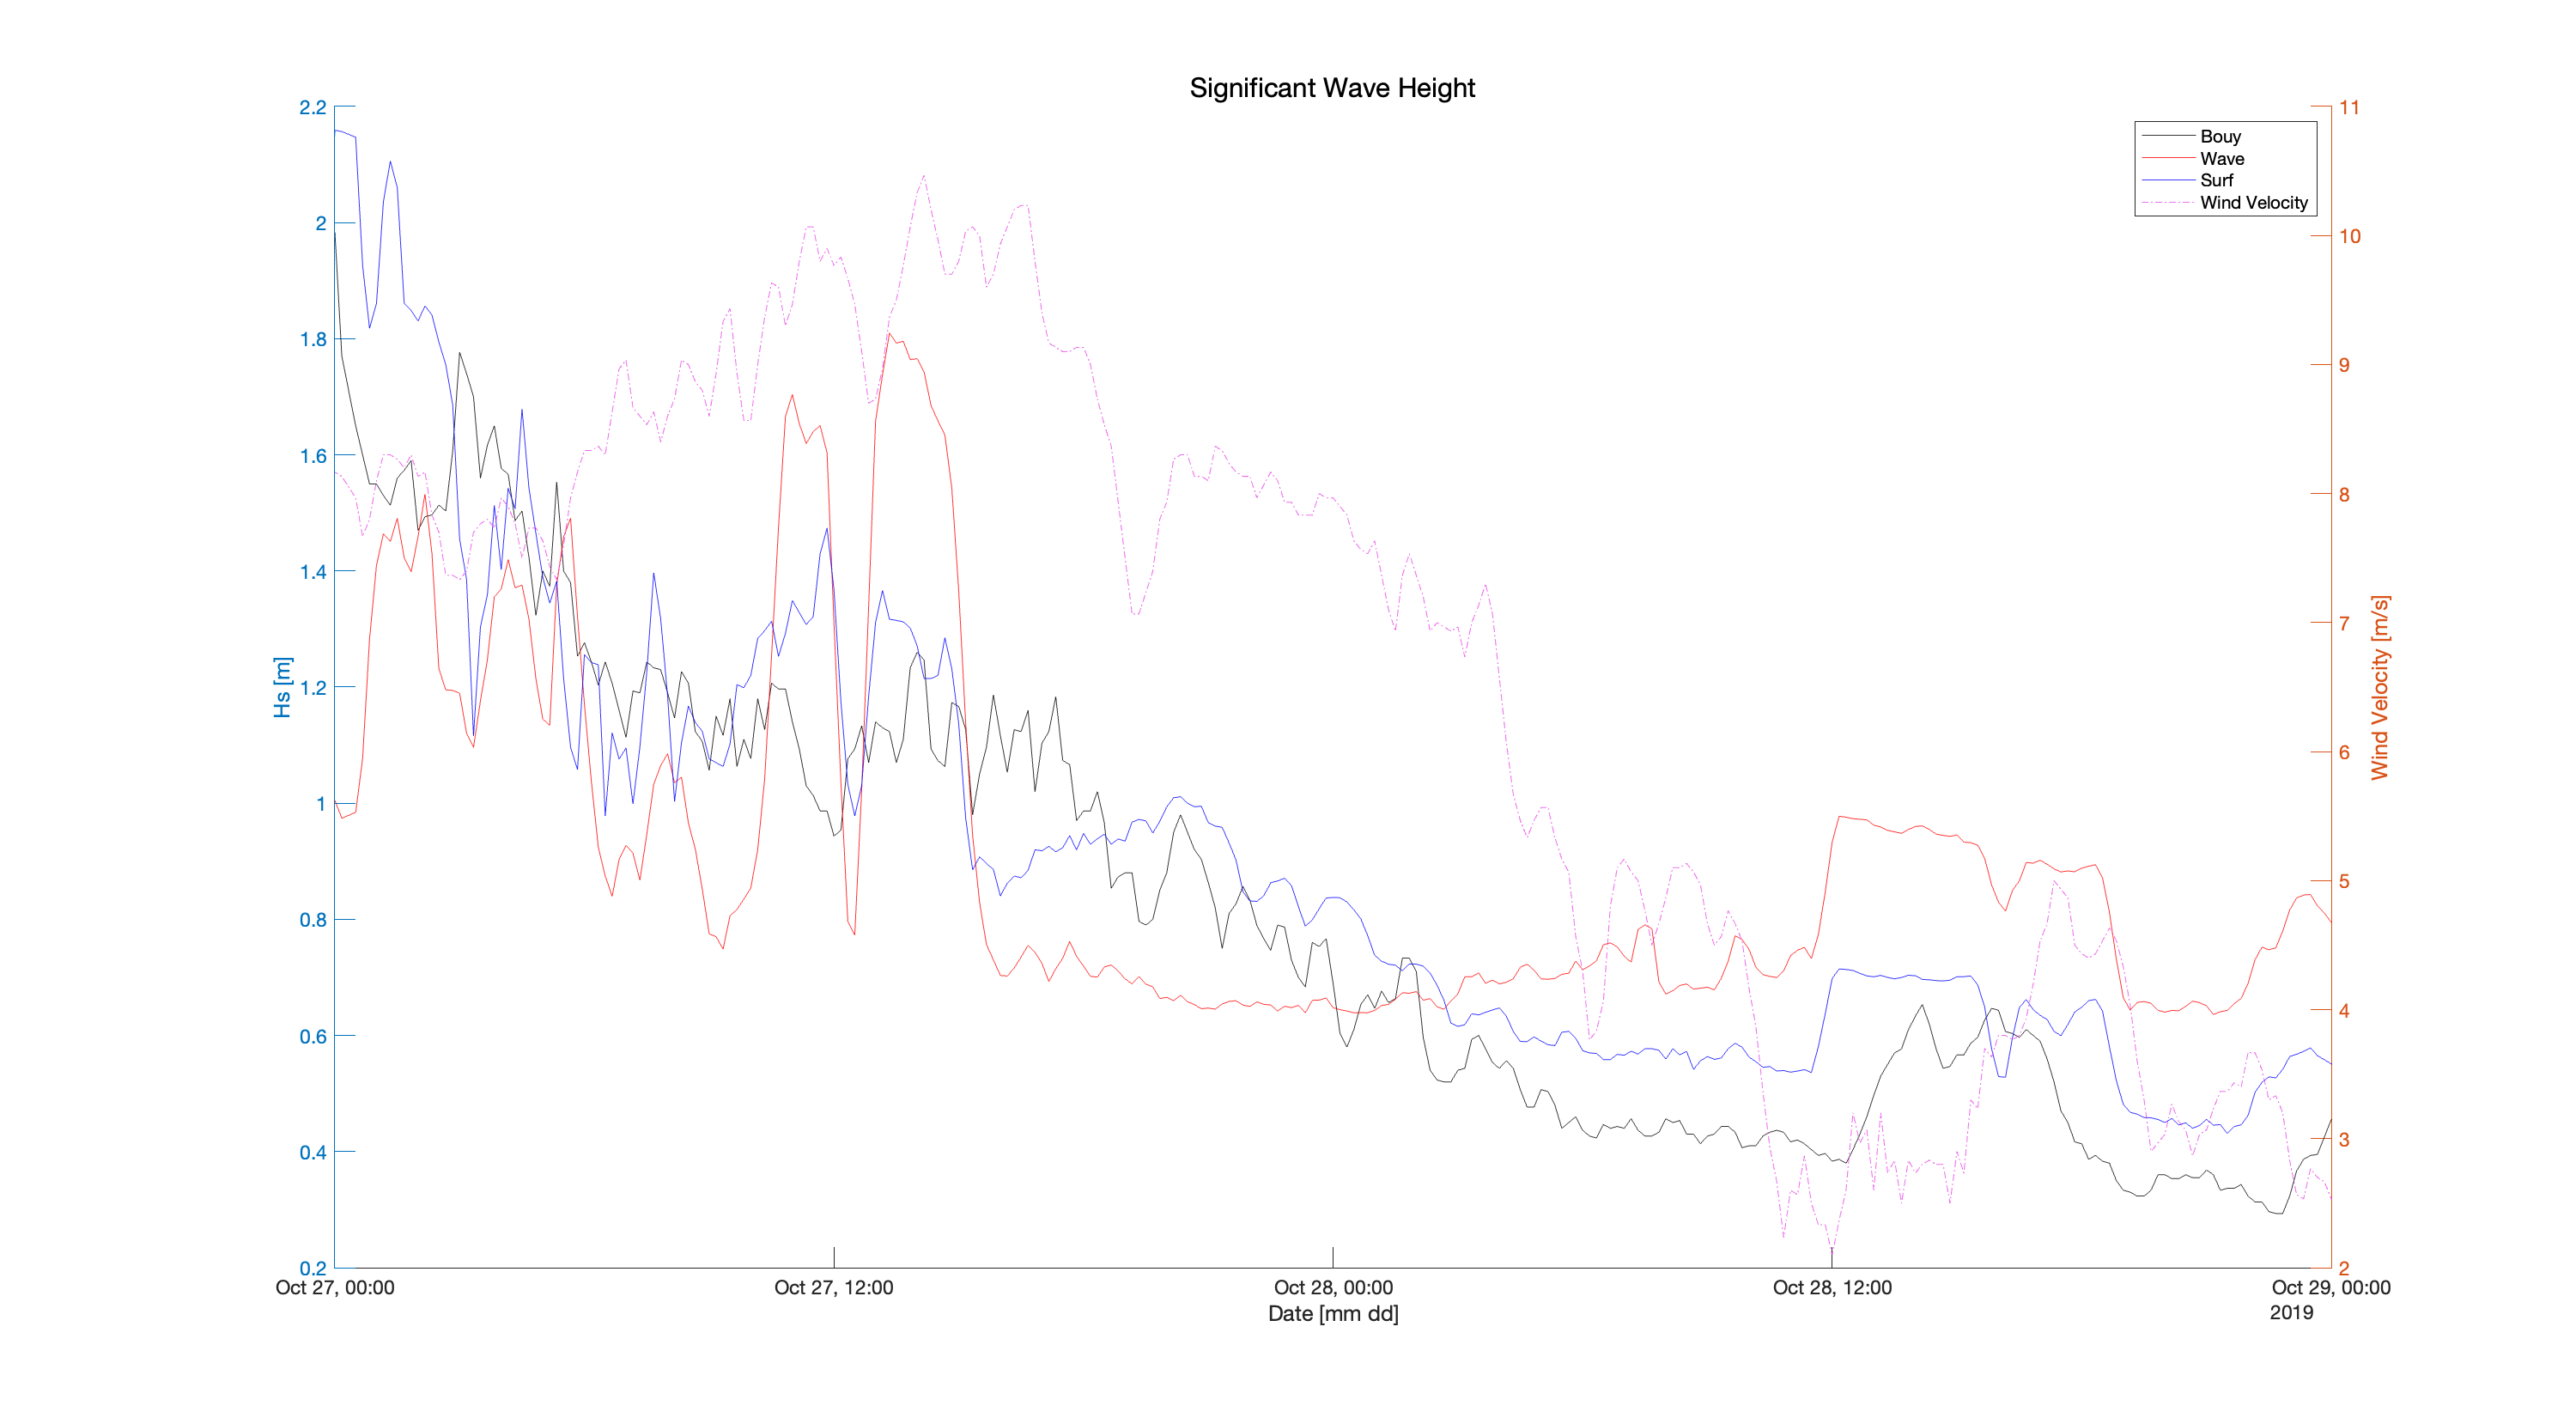 Significant Wave Height
2.2
2
1.8
1.6
1.4
1.2
1
0.8
0.6
0.4
0.2
Hs [m]
11
10
9
8
7
6
5
4
3
2
Wind Velocity [m/s]
Bouy
Wave
Surf
Wind Velocity
Oct 27, 00:00
Oct 27, 12:00
Oct 28, 00:00
Oct 28, 12:00
Oct 29, 00:00
Date [mm dd]
2019